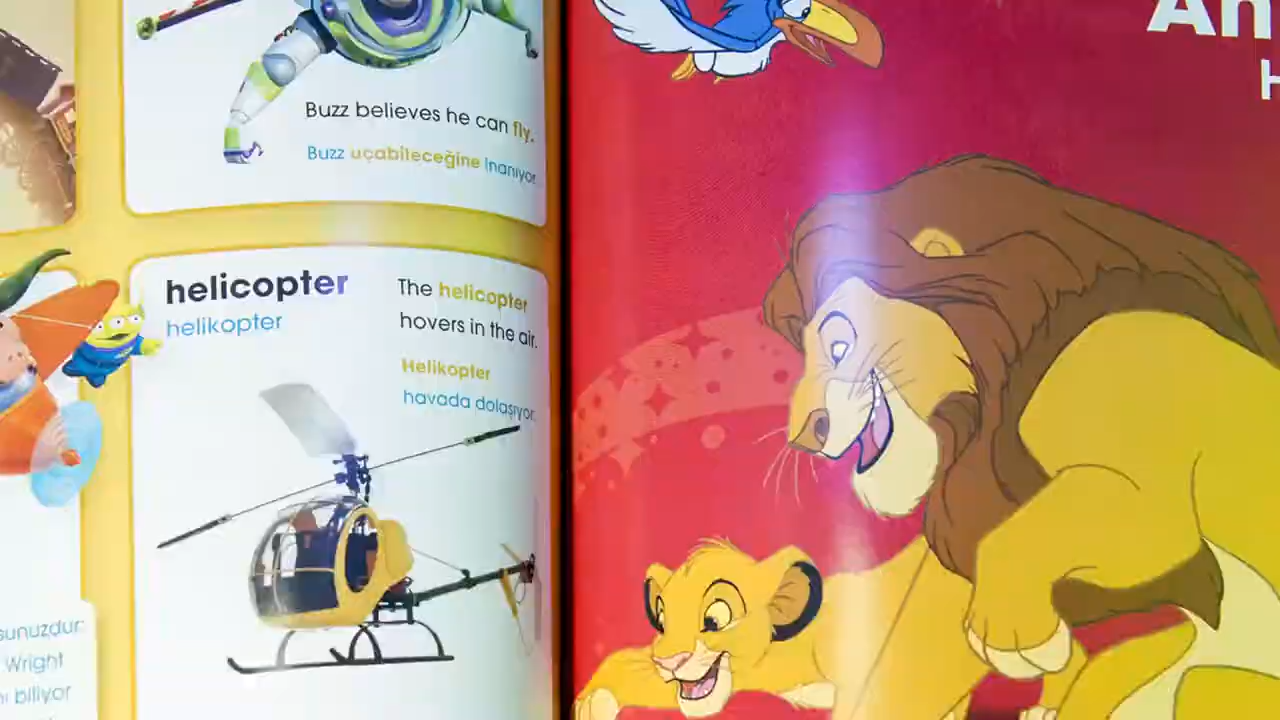 Buzz believes he can fly.
Buzz uçabileceğine inanıyor.
helicopter
helikopter
The helicopter
hovers in the air.
Helikopter
havada dolaşıyor.
sunuzdur.
Wright
biliyor
An
H